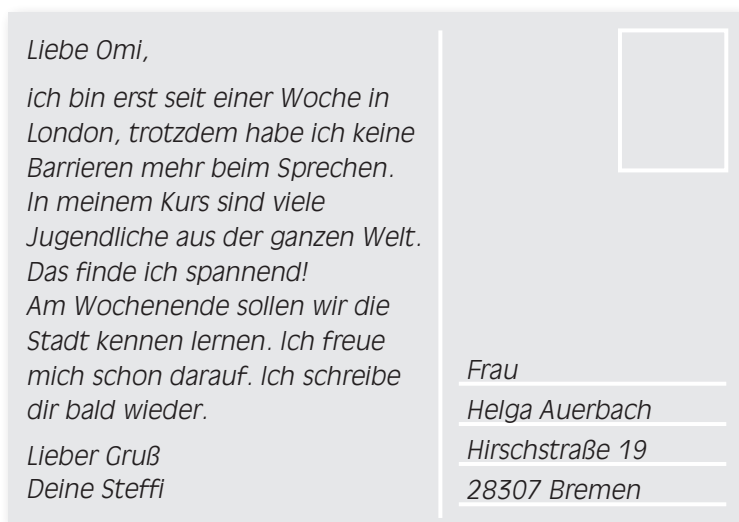 Liebe Omi,
ich bin erst seit einer Woche in
London, trotzdem habe ich keine
Barrieren mehr beim Sprechen.
In meinem Kurs sind viele
Jugendliche aus der ganzen Welt.
Das finde ich spannend!
Am Wochenende sollen wir die
Stadt kennen lernen. Ich freue
mich schon darauf. Ich schreibe
dir bald wieder.
Lieber Gruß
Deine Steffi
Frau
Helga Auerbach
Hirschstraße 19
28307 Bremen